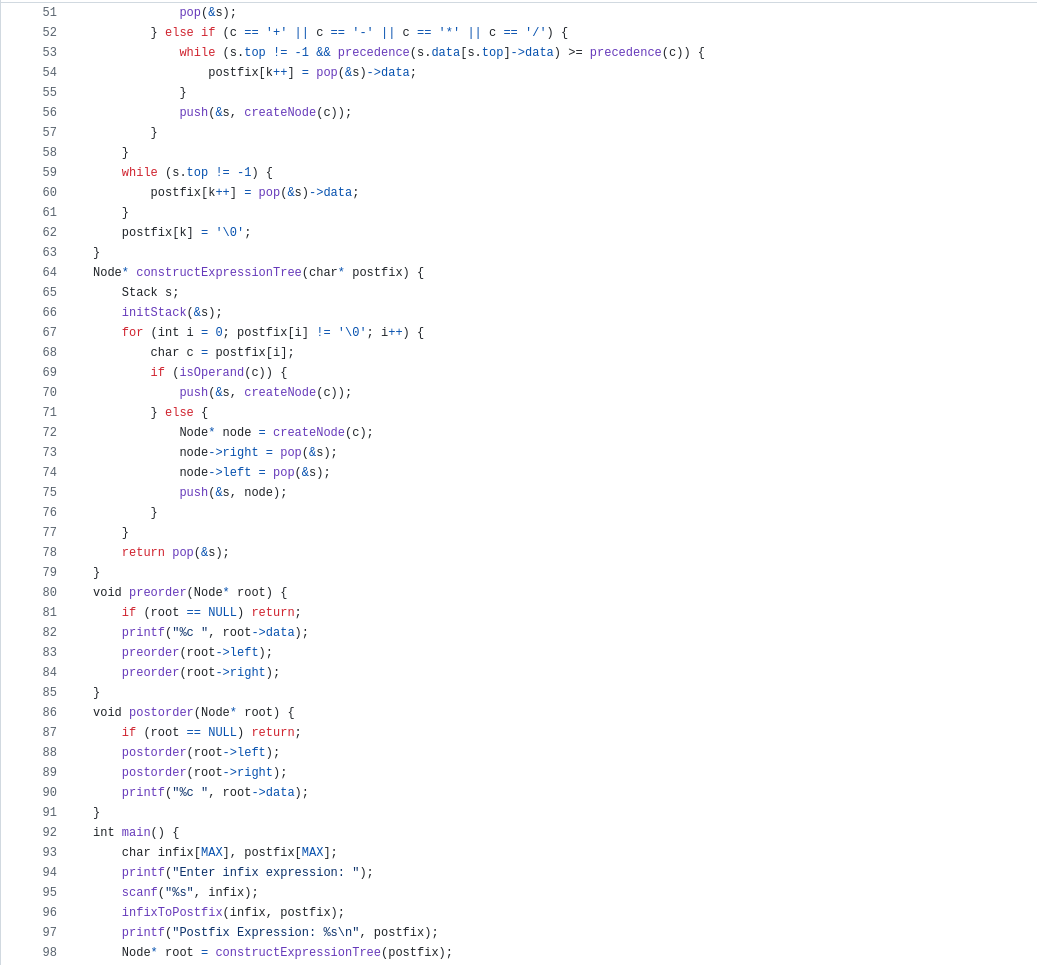 51 pop(&s);
52 } else if (c == '+' || c == '-' || c == '*' || c == '/') {
53 while (s.top != -1 && precedence(s.data[s.top]->data) >= precedence(c)) {
54 postfix[k++] = pop(&s)->data;
55 }
56 push(&s, createNode(c));
57 }
58 }
59 while (s.top != -1) {
60 postfix[k++] = pop(&s)->data;
61 }
62 postfix[k] = '\0';
63 }
64 Node* constructExpressionTree(char* postfix) {
65 Stack s;
66 initStack(&s);
67 for (int i = 0; postfix[i] != '\0'; i++) {
68 char c = postfix[i];
69 if (isOperand(c)) {
70 push(&s, createNode(c));
71 } else {
72 Node* node = createNode(c);
73 node->right = pop(&s);
74 node->left = pop(&s);
75 push(&s, node);
76 }
77 }
78 return pop(&s);
79 }
80 void preorder(Node* root) {
81 if (root == NULL) return;
82 printf("%c ", root->data);
83 preorder(root->left);
84 preorder(root->right);
85 }
86 void postorder(Node* root) {
87 if (root == NULL) return;
88 postorder(root->left);
89 postorder(root->right);
90 printf("%c ", root->data);
91 }
92 int main() {
93 char infix[MAX], postfix[MAX];
94 printf("Enter infix expression: ");
95 scanf("%s", infix);
96 infixToPostfix(infix, postfix);
97 printf("Postfix Expression: %s\n", postfix);
98 Node* root = constructExpressionTree(postfix);